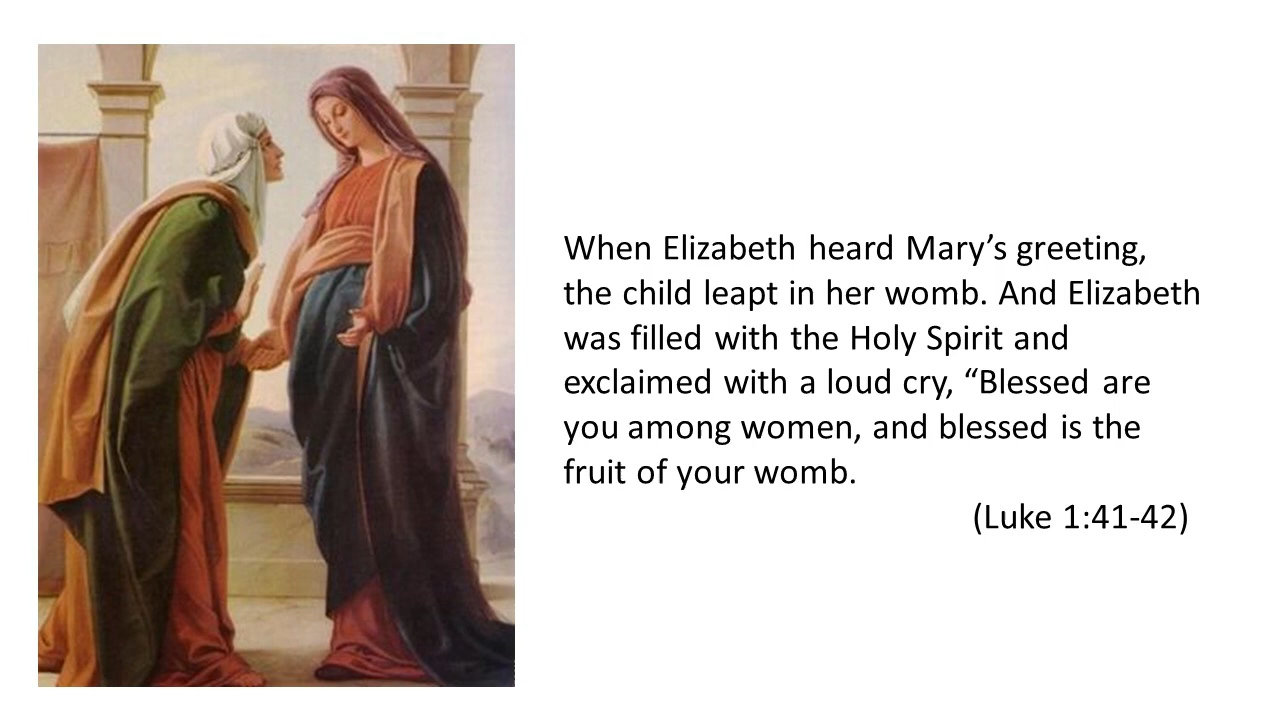 When Elizabeth heard Mary’s greeting,
the child leapt in her womb. And Elizabeth
was filled with the Holy Spirit and
exclaimed with a loud cry, “Blessed are
you among women, and blessed is the
fruit of your womb.
(Luke 1:41-42)